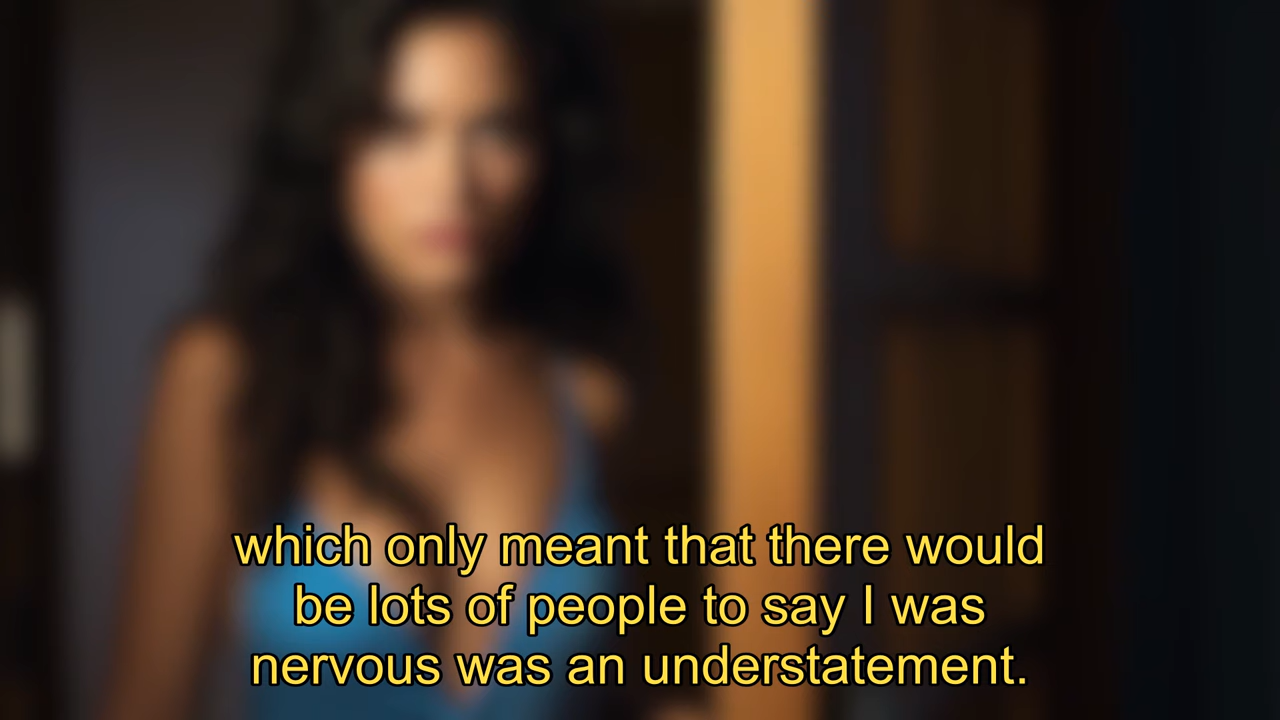 which only meant that there would
be lots of people to say I was
nervous was an understatement.